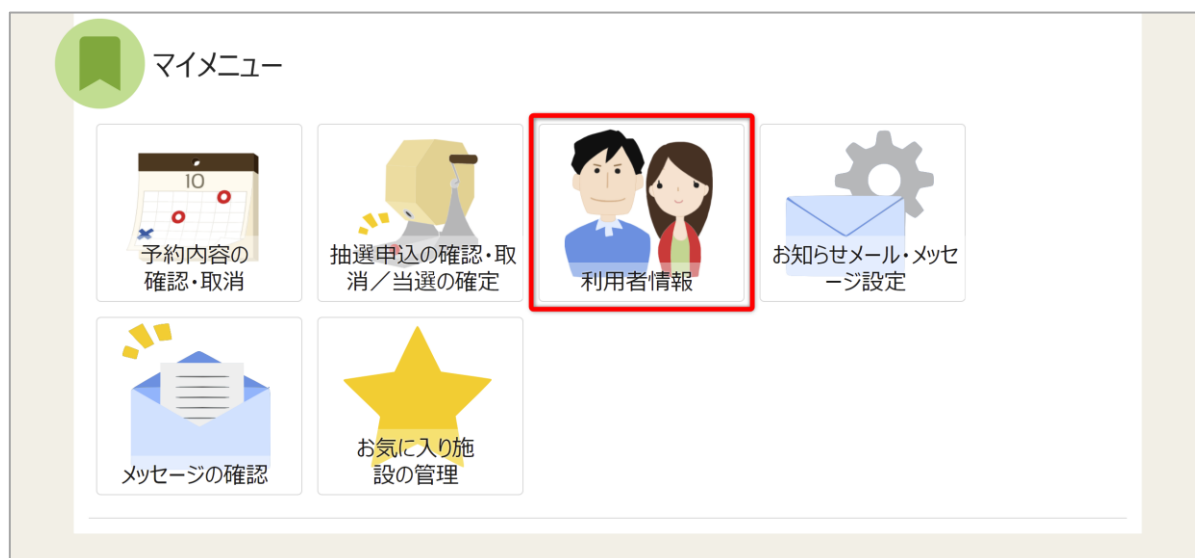 マイメニュー
10
予約内容の
確認・取消
抽選申込の確認・取
消／当選の確定
利用者情報
お知らせメール・メッセ
ージ設定
メッセージの確認
お気に入り施
設の管理